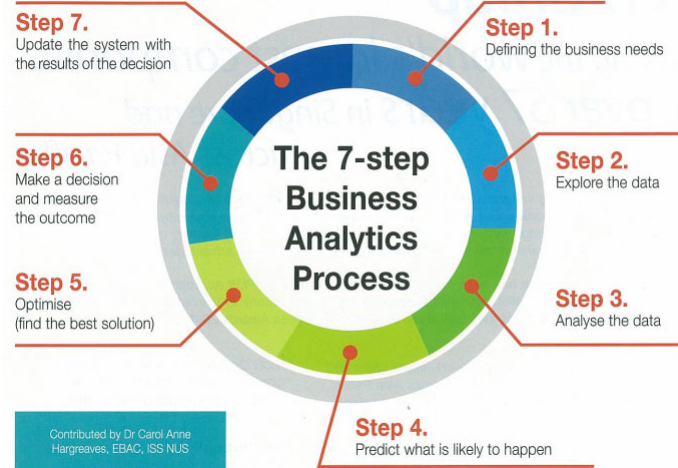 The 7-step
Business
Analytics
Process
Step 1.
Defining the business needs
Step 2.
Explore the data
Step 3.
Analyse the data
Step 4.
Predict what is likely to happen
Step 5.
Optimise
(find the best solution)
Step 6.
Make a decision
and measure
the outcome
Step 7.
Update the system with
the results of the decision
Contributed by Dr Carol Anne
Hargreaves, EBAC, ISS NUS